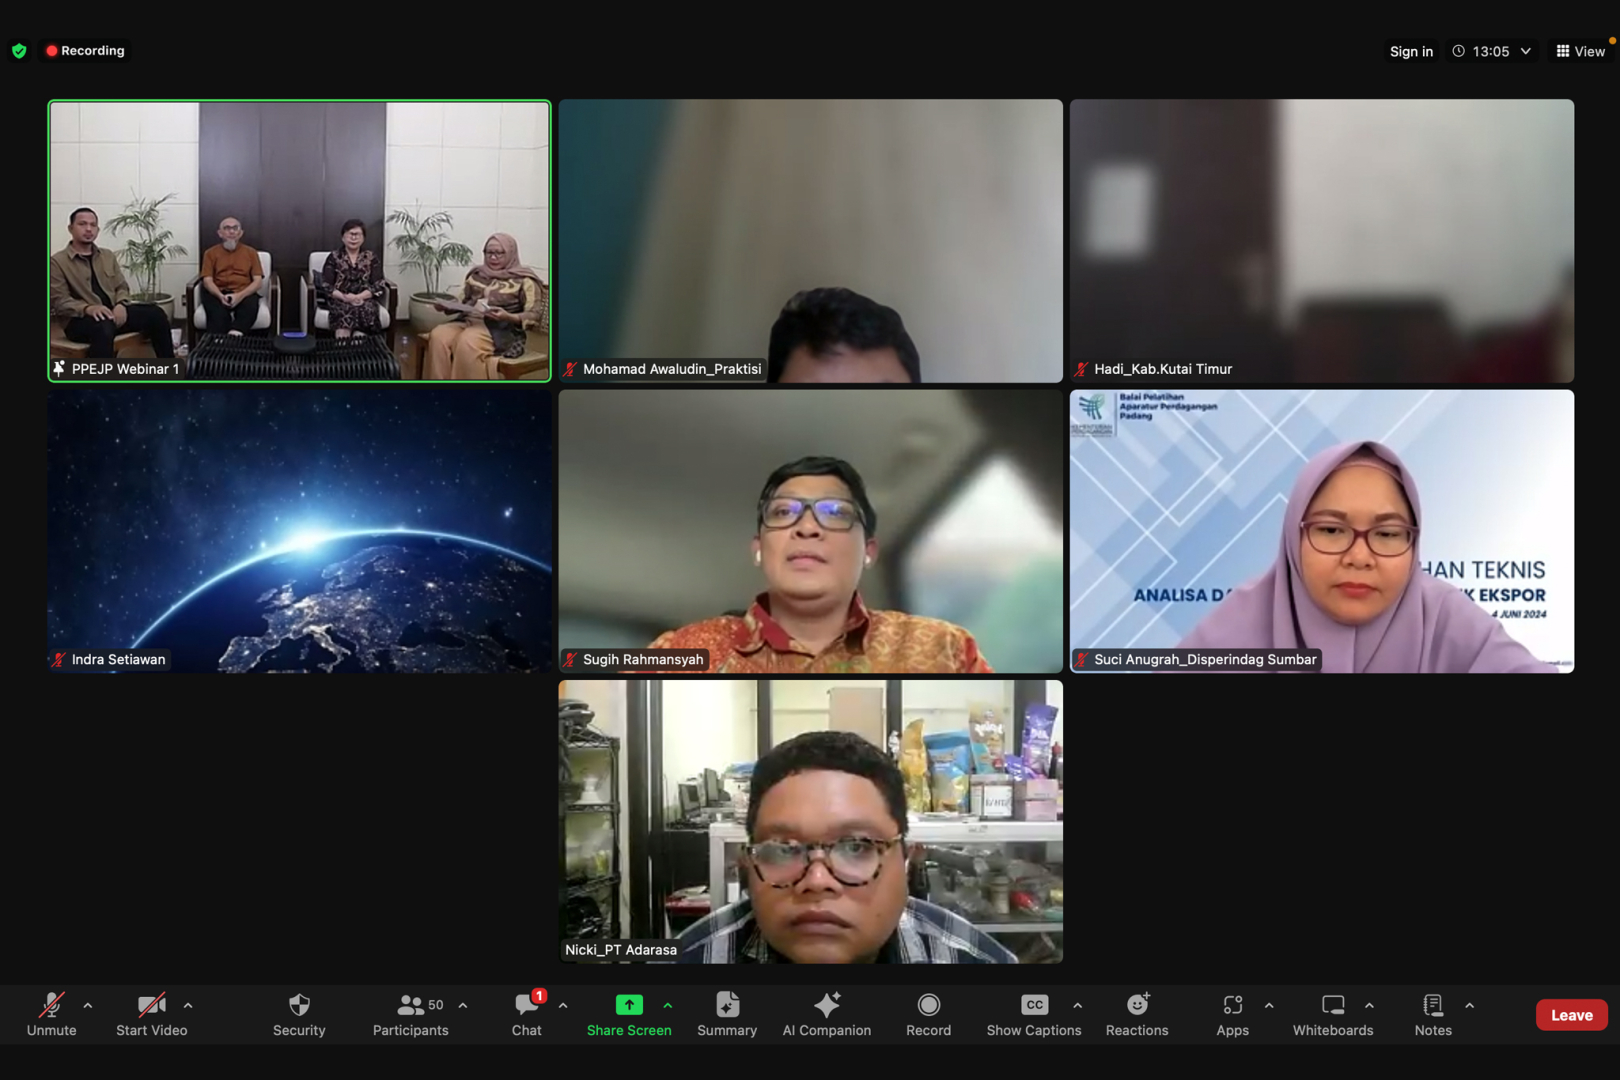 Recording
Sign in
13:05
View
PPEJP Webinar 1
Mohamad Awaludin_Praktisi
Hadi_Kab.Kutai Timur
Balai Pelatihan
Aparatur Perdagangan
Padang
KEMENTERIAN
PERDAGANGAN
HAN TEKNIS
ANALISA DA
K EKSPOR
4 JUNI 2024
Indra Setiawan
Sugih Rahmansyah
Suci Anugrah_Disperindag Sumbar
Nicki_PT Adarasa
Unmute
Start Video
Security
50
Participants
1
Chat
Share Screen
Summary
AI Companion
Record
CC
Show Captions
Reactions
Apps
Whiteboards
Notes
Leave